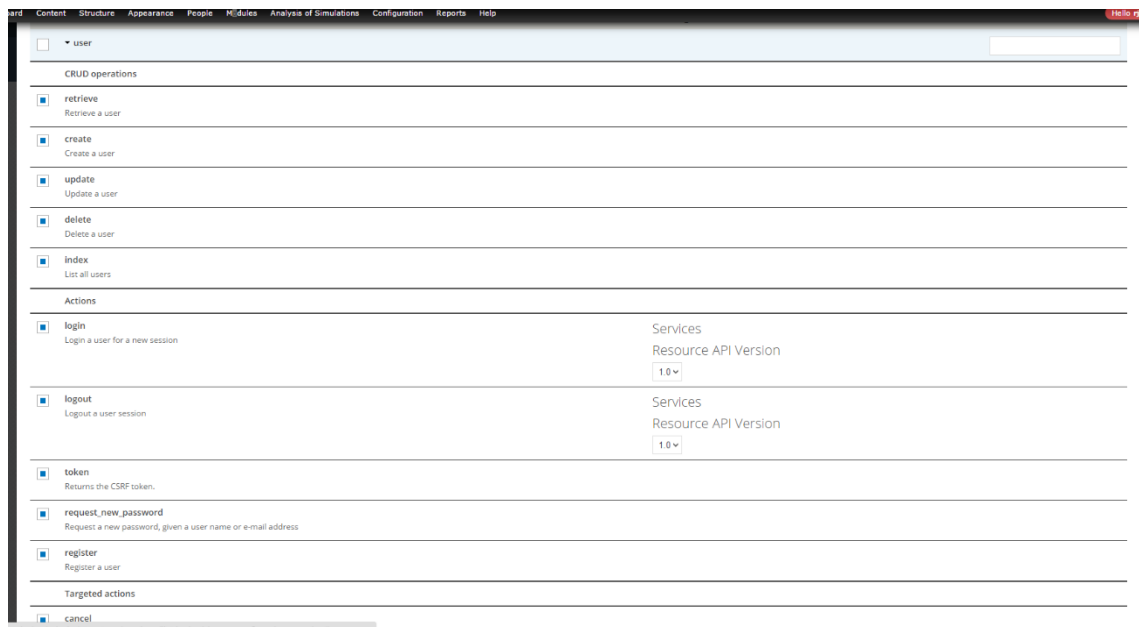 Content Structure Appearance People Modules Analysis of Simulations Configuration Reports Help Hello
user
CRUD operations
retrieve
Retrieve a user
create
Create a user
update
Update a user
delete
Delete a user
index
List all users
Actions
login
Login a user for a new session
Services
Resource API Version
1.0
logout
Logout a user session
Services
Resource API Version
1.0
token
Returns the CSRF token.
request_new_password
Request a new password, given a user name or e-mail address
register
Register a user
Targeted actions
cancel